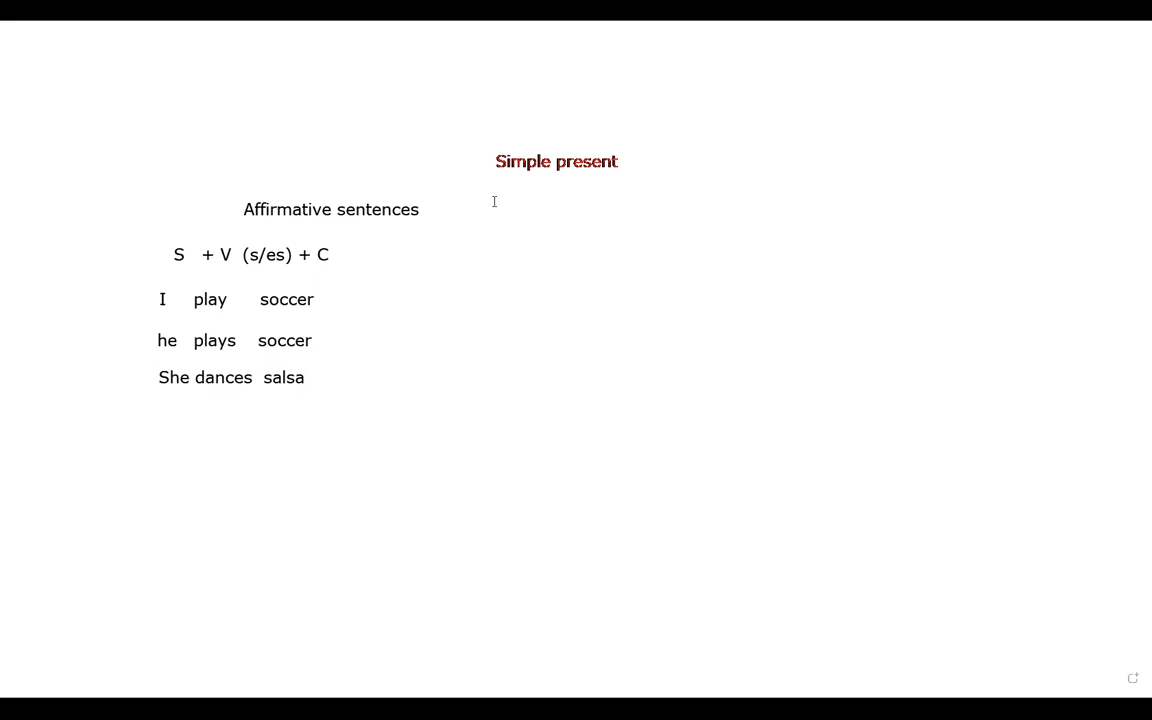 Simple present
Affirmative sentences
S + V (s/es) + C
I play soccer
he plays soccer
She dances salsa